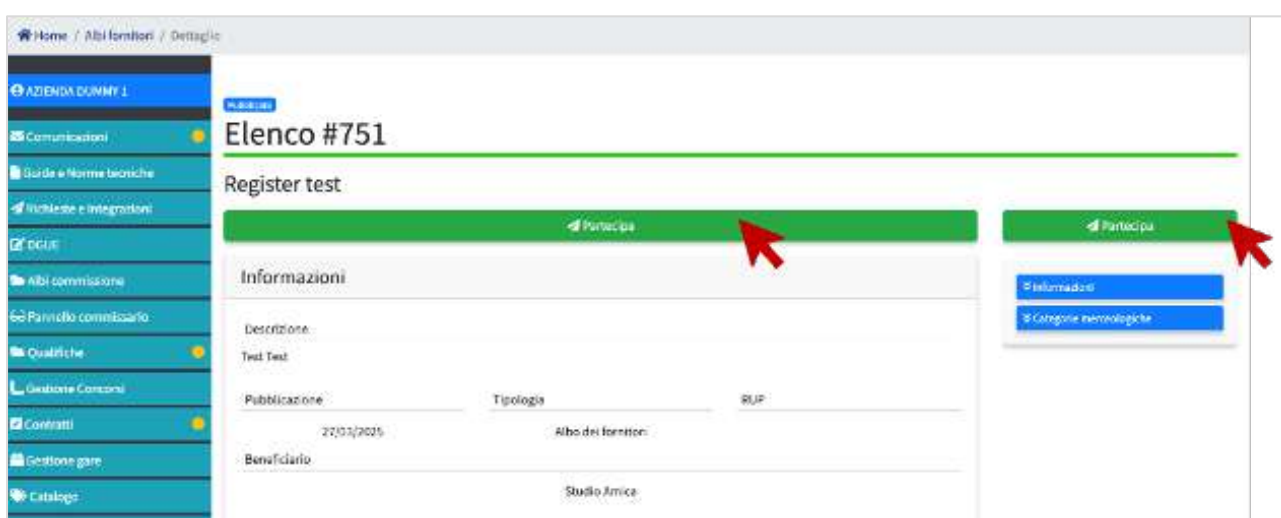 Home / Albi fornitori / Dettaglio
AZIENDA DUMMY 1
Comunicazioni
Guide e Norme tecniche
Richieste e Integrazioni
DGUE
Albi commissione
Pannello commissario
Qualifiche
Gestione Concorsi
Contratti
Gestione gare
Catalogo
Pubblicato
Elenco #751
Register test
Partecipa
Informazioni
Descrizione
Test Test
Pubblicazione Tipologia RUP
27/03/2025 Albo dei fornitori
Beneficiario
Studio Amica
Partecipa
Informazioni
Categorie merceologiche